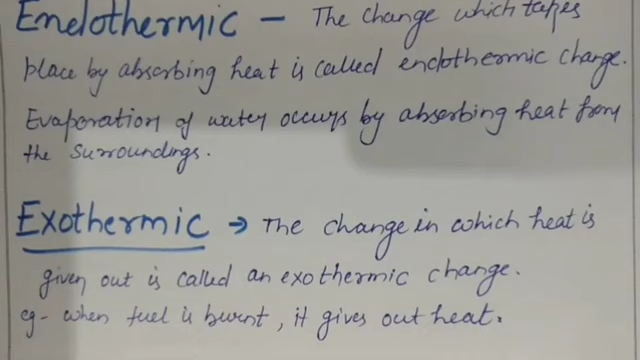 Endothermic - The change which takes
place by absorbing heat is called endothermic change.
Evaporation of water occurs by absorbing heat from
the surroundings.
Exothermic → The change in which heat is
given out is called an exothermic change.
eg- when fuel is burnt, it gives out heat.